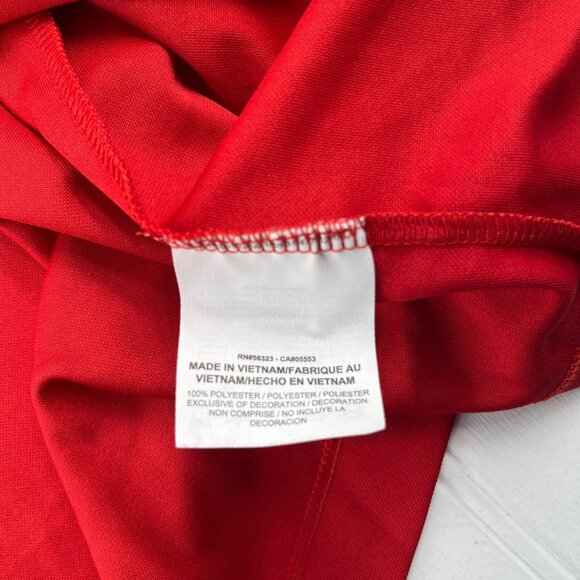 RN#56323 - CA#05553
MADE IN VIETNAM/FABRIQUE AU
VIETNAM/HECHO EN VIETNAM
100% POLYESTER / POLYESTER / POLIESTER
EXCLUSIVE OF DECORATION / DECORATION
NON COMPRISE / NO INCLUYE LA
DECORACION